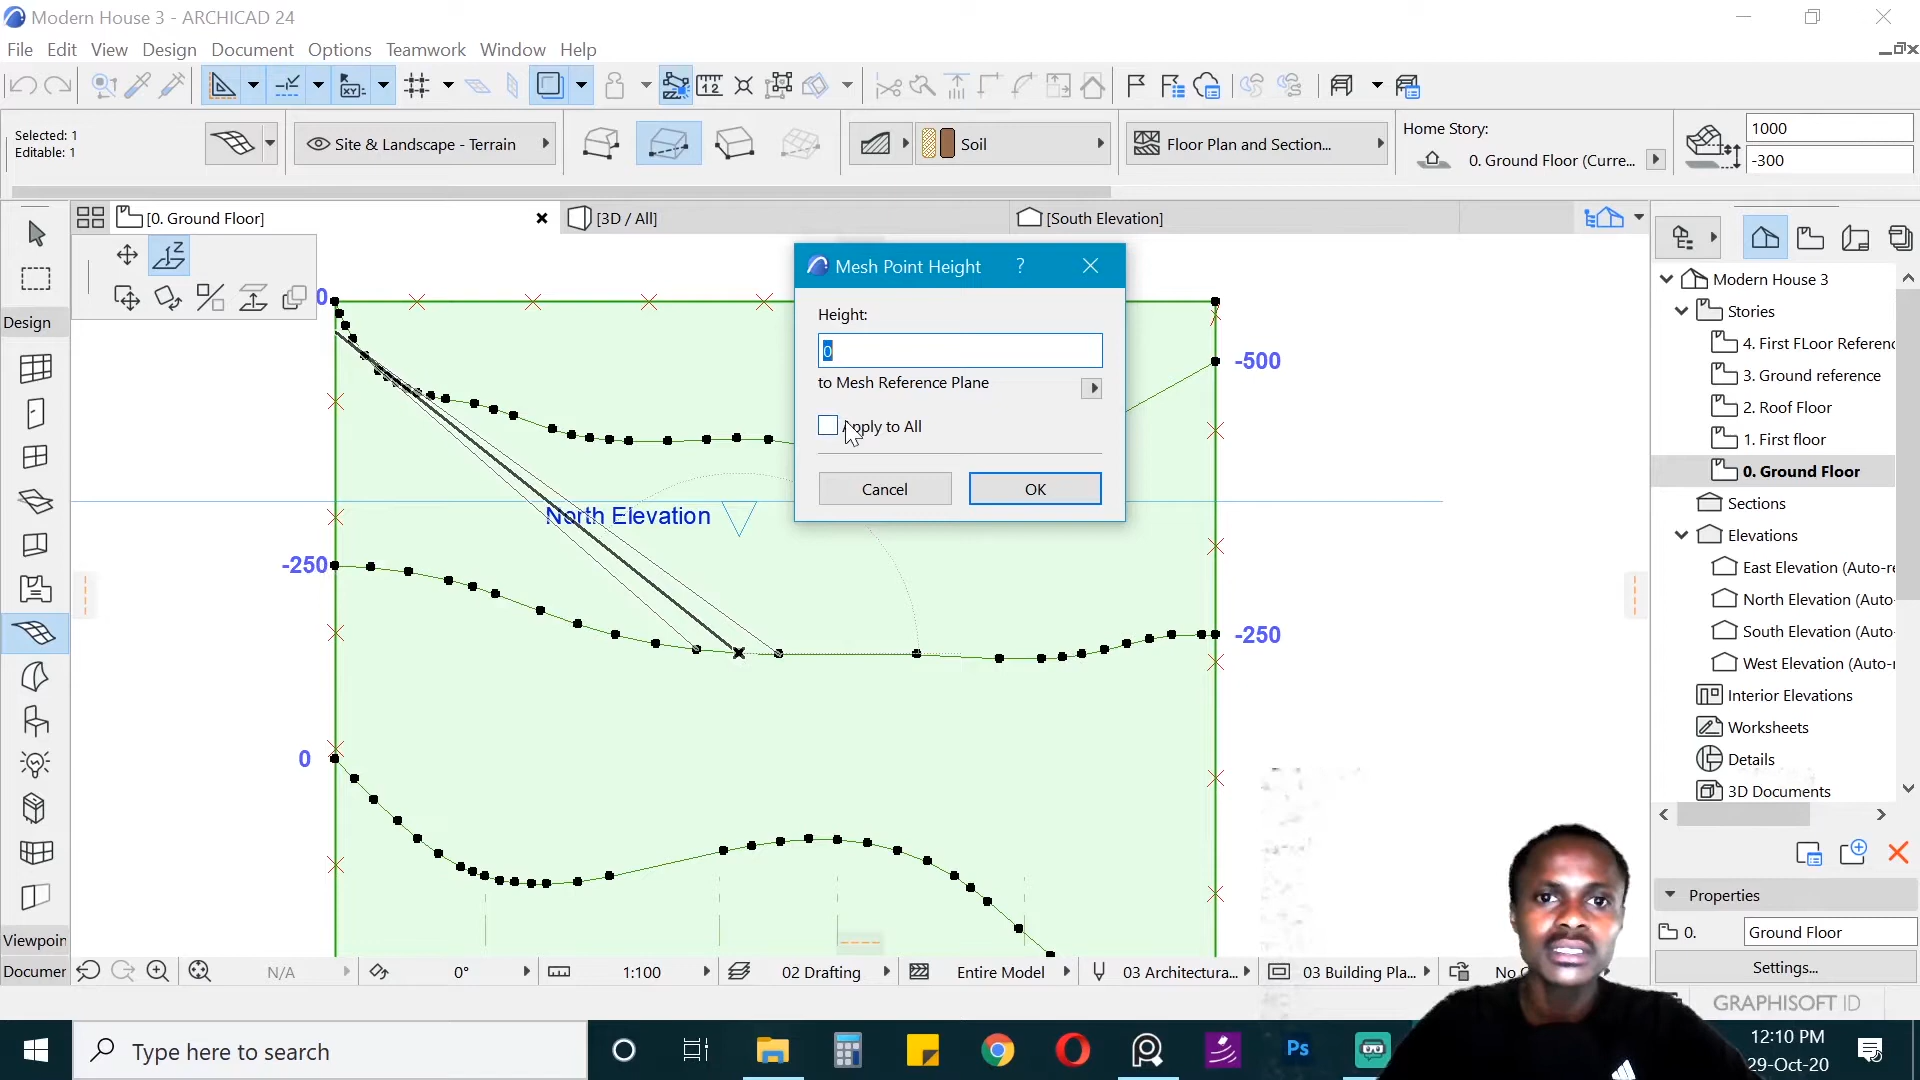 Modern House 3 - ARCHICAD 24
File Edit View Design Document Options Teamwork Window Help
Selected: 1
Editable: 1
Site & Landscape - Terrain
Soil
Floor Plan and Section...
Home Story:
0. Ground Floor (Curre...
1000
-300
[0. Ground Floor]
[3D / All]
[South Elevation]
Design
0
-500
Mesh Point Height
?
Height:
0
to Mesh Reference Plane
Apply to All
Cancel
OK
North Elevation
-250
-250
0
Modern House 3
Stories
4. First FLoor Referenc
3. Ground reference
2. Roof Floor
1. First floor
0. Ground Floor
Sections
Elevations
East Elevation (Auto-re
North Elevation (Auto-
South Elevation (Auto-
West Elevation (Auto-r
Interior Elevations
Worksheets
Details
3D Documents
Properties
0.
Ground Floor
Settings...
GRAPHISOFT ID
Viewpoin
Documer
N/A
0°
1:100
02 Drafting
Entire Model
03 Architectura...
03 Building Pla...
Type here to search
Ps
12:10 PM
29-Oct-20